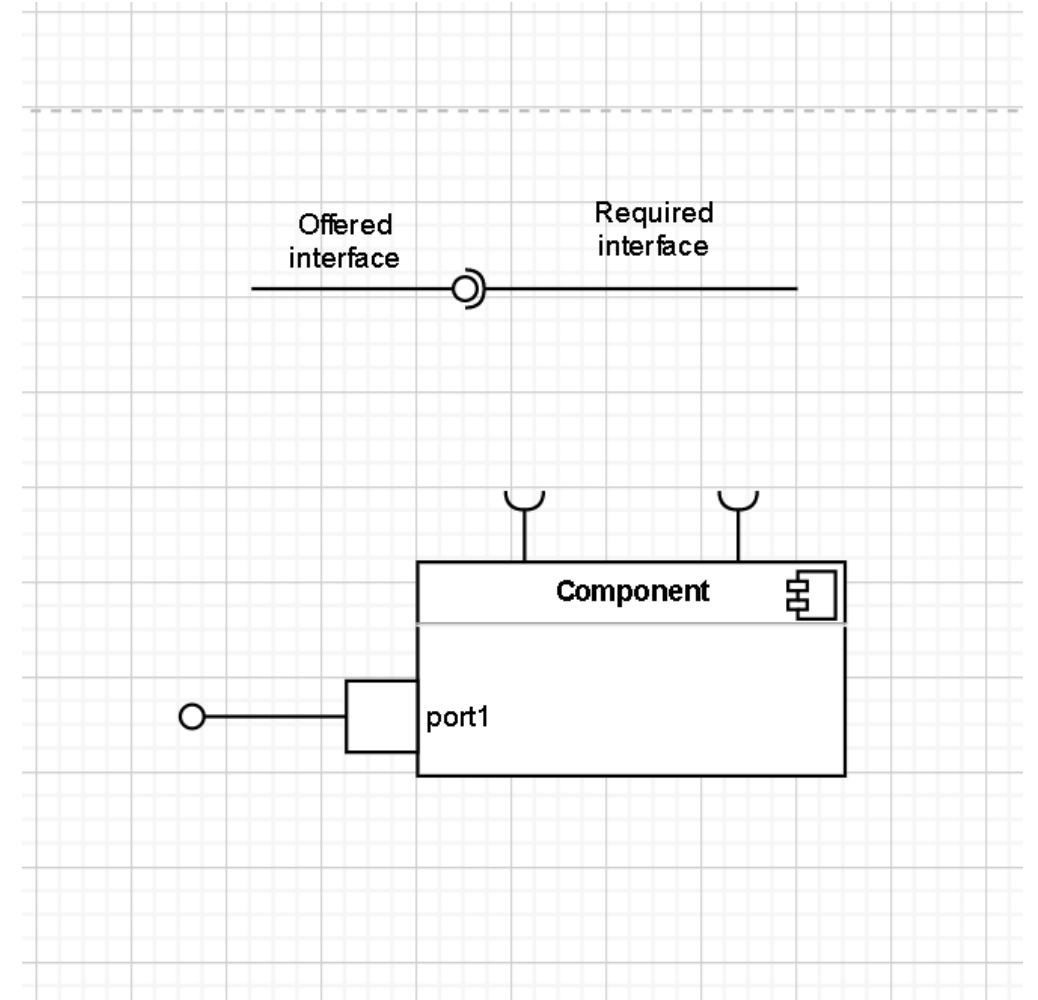 Offered
interface
Required
interface
Component
port1